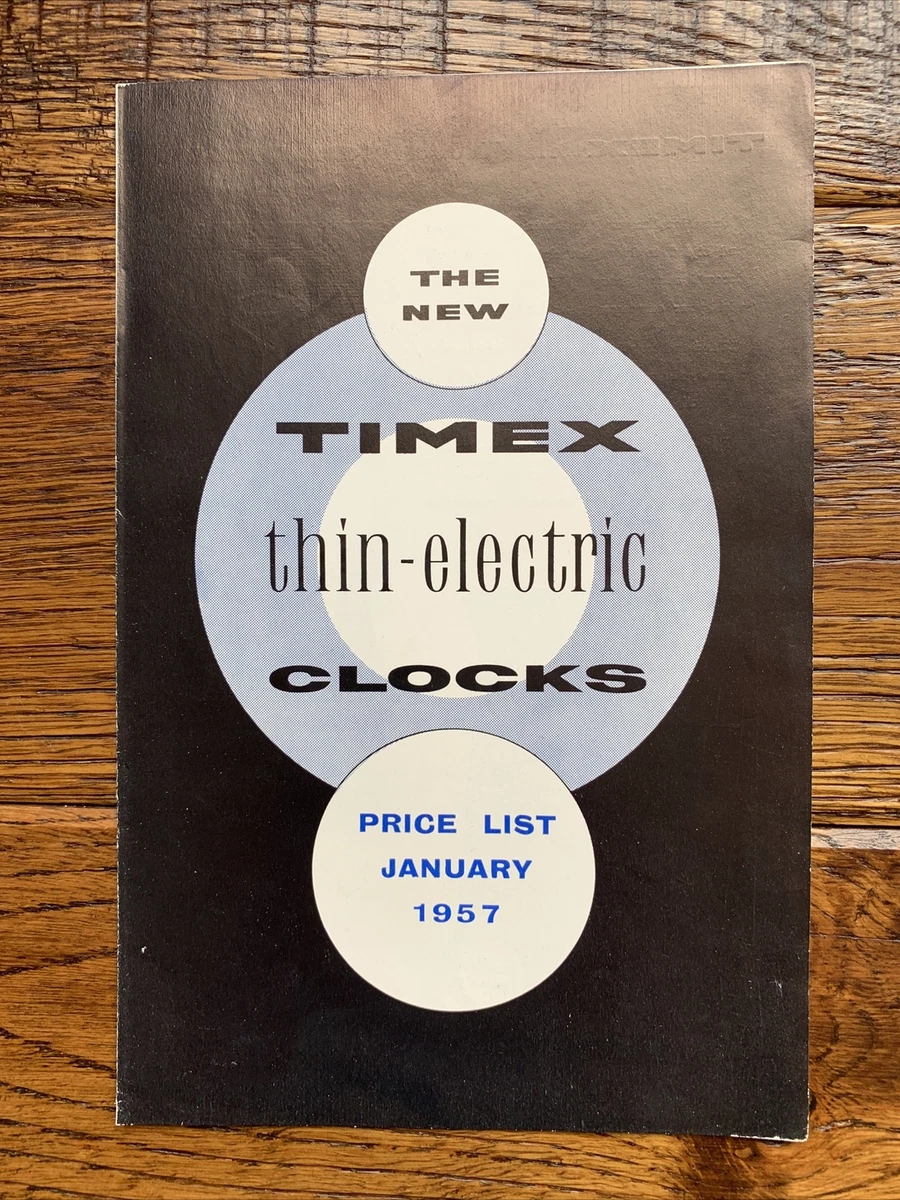 THE
NEW
TIMEX
thin-electric
CLOCKS
PRICE LIST
JANUARY
1957